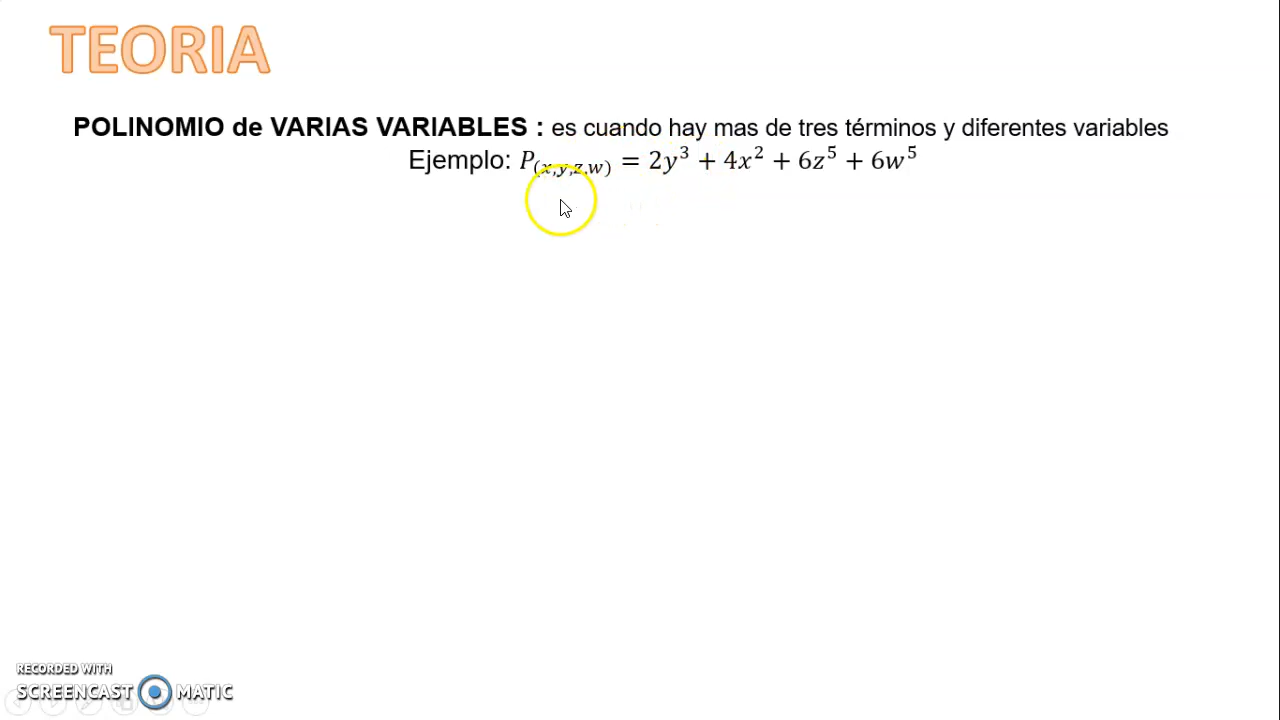 TEORIA
POLINOMIO de VARIAS VARIABLES : es cuando hay mas de tres términos y diferentes variables
Ejemplo: P(x,y,z,w) = 2y³ + 4x² + 6z⁵ + 6w⁵
RECORDED WITH
SCREENCAST MATIC